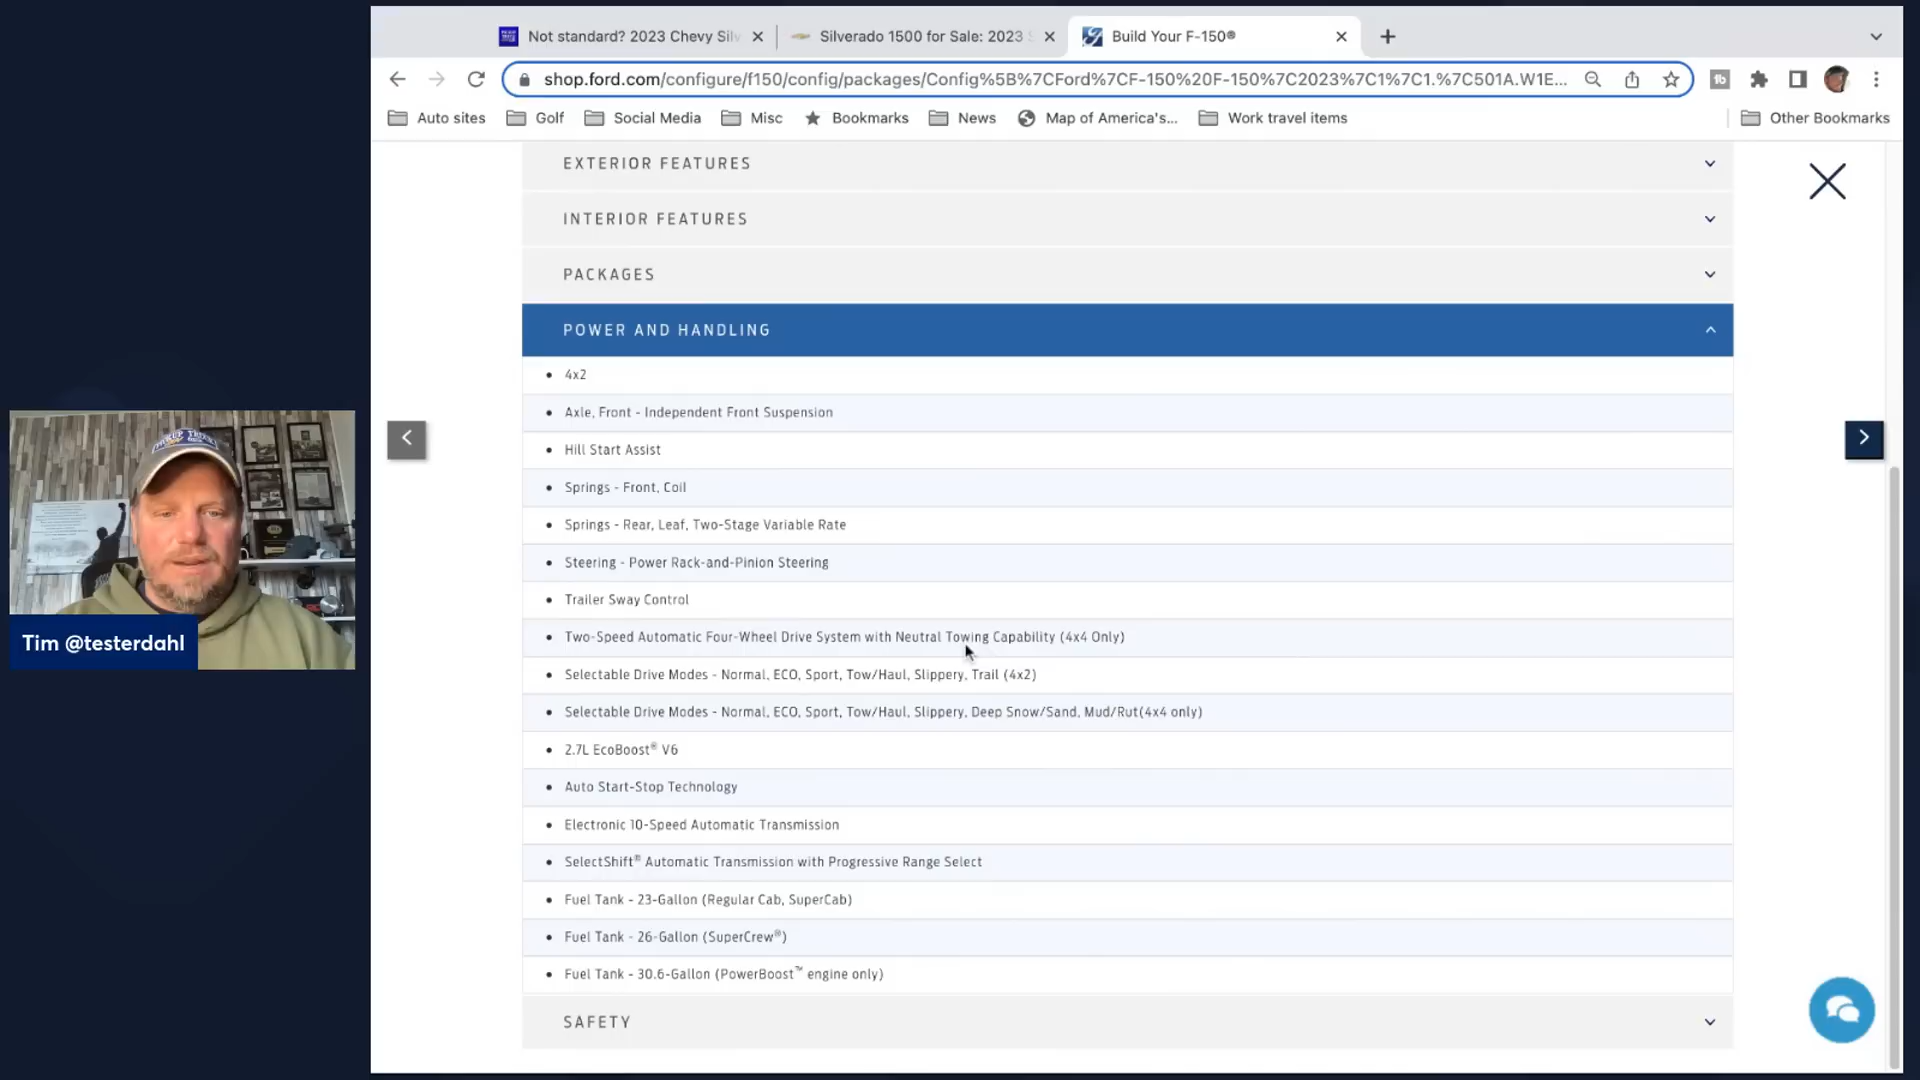 Not standard? 2023 Chevy Silv
Silverado 1500 for Sale: 2023 S
Build Your F-150®
shop.ford.com/configure/f150/config/packages/Config%5B%7CFord%7CF-150%20F-150%7C2023%7C1%7C1.%7C501A.W1E...
Auto sites
Golf
Social Media
Misc
Bookmarks
News
Map of America's...
Work travel items
Other Bookmarks
EXTERIOR FEATURES
INTERIOR FEATURES
PACKAGES
POWER AND HANDLING
4x2
Axle, Front - Independent Front Suspension
Hill Start Assist
Springs - Front, Coil
Springs - Rear, Leaf, Two-Stage Variable Rate
Steering - Power Rack-and-Pinion Steering
Trailer Sway Control
Two-Speed Automatic Four-Wheel Drive System with Neutral Towing Capability (4x4 Only)
Selectable Drive Modes - Normal, ECO, Sport, Tow/Haul, Slippery, Trail (4x2)
Selectable Drive Modes - Normal, ECO, Sport, Tow/Haul, Slippery, Deep Snow/Sand, Mud/Rut(4x4 only)
2.7L EcoBoost® V6
Auto Start-Stop Technology
Electronic 10-Speed Automatic Transmission
SelectShift® Automatic Transmission with Progressive Range Select
Fuel Tank - 23-Gallon (Regular Cab, SuperCab)
Fuel Tank - 26-Gallon (SuperCrew®)
Fuel Tank - 30.6-Gallon (PowerBoost™ engine only)
SAFETY
PICKUP TRUCK
Tim @testerdahl